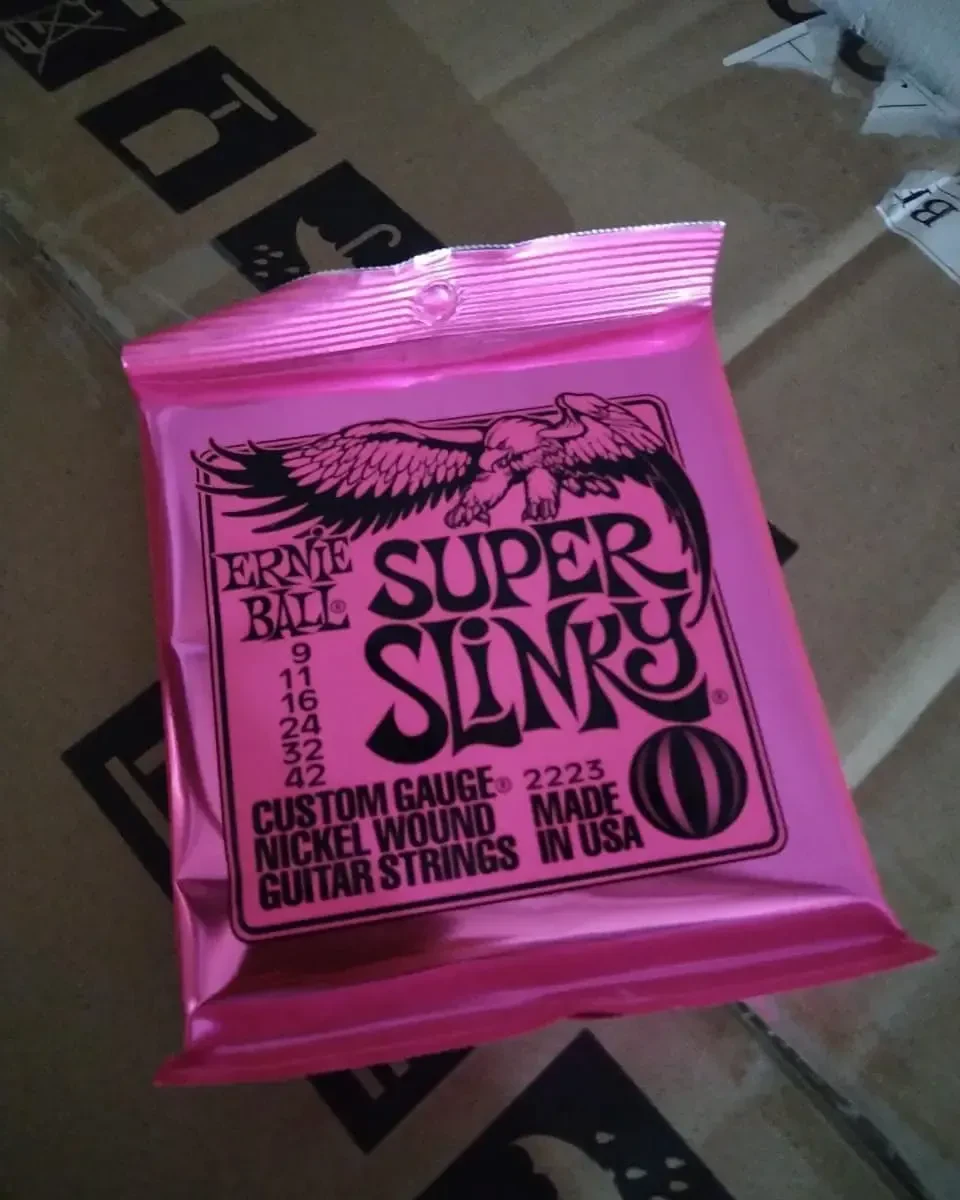 ERNIE
BALL®
SUPER
SLINKY®
9
11
16
24
32
42
CUSTOM GAUGE®
NICKEL WOUND
GUITAR STRINGS
2223
MADE
IN USA